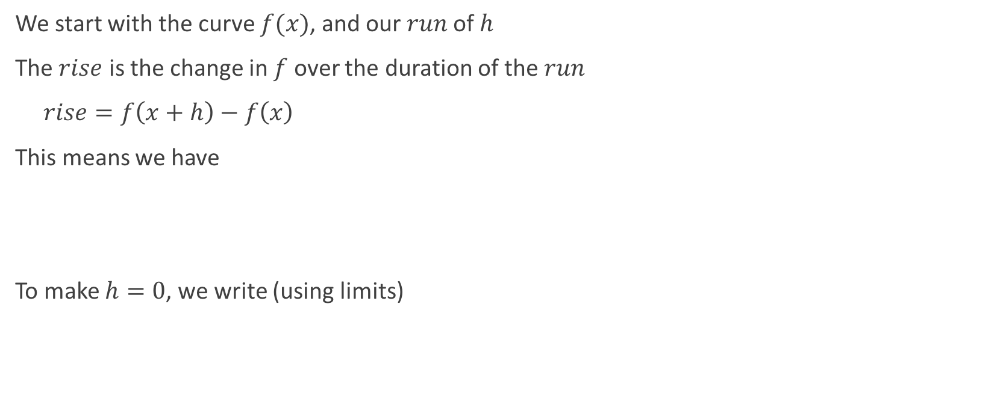 We start with the curve f(x), and our run of h
The rise is the change in f over the duration of the run
rise = f(x + h) − f(x)
This means we have
To make h = 0, we write (using limits)